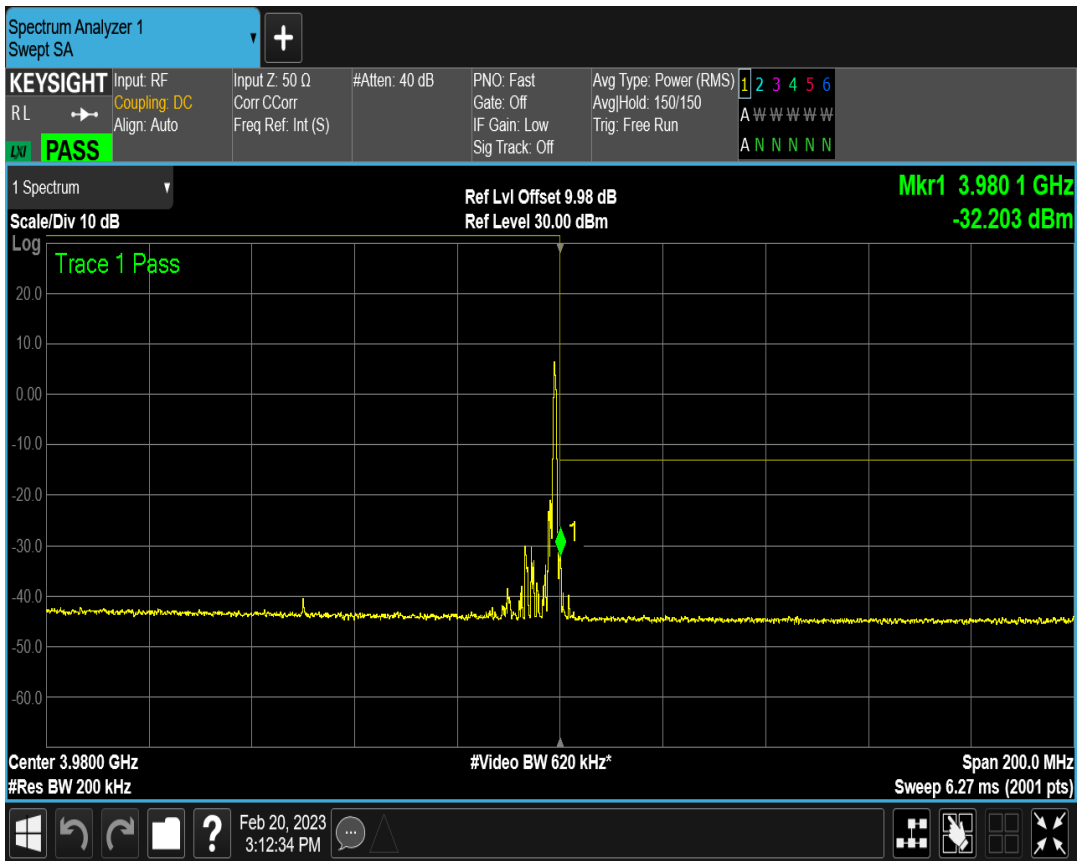 Spectrum Analyzer 1
Swept SA
KEYSIGHT
R L
LXI PASS
Input: RF
Coupling: DC
Align: Auto
Input Z: 50 Ω
Corr CCorr
Freq Ref: Int (S)
#Atten: 40 dB
PNO: Fast
Gate: Off
IF Gain: Low
Sig Track: Off
Avg Type: Power (RMS)
Avg|Hold: 150/150
Trig: Free Run
1 2 3 4 5 6
A W W W W W
A N N N N N
1 Spectrum
Scale/Div 10 dB
Ref Lvl Offset 9.98 dB
Ref Level 30.00 dBm
Mkr1 3.980 1 GHz
-32.203 dBm
Log
Trace 1 Pass
20.0
10.0
0.00
-10.0
-20.0
-30.0
-40.0
-50.0
-60.0
1
Center 3.9800 GHz
#Res BW 200 kHz
#Video BW 620 kHz*
Span 200.0 MHz
Sweep 6.27 ms (2001 pts)
?
Feb 20, 2023
3:12:34 PM